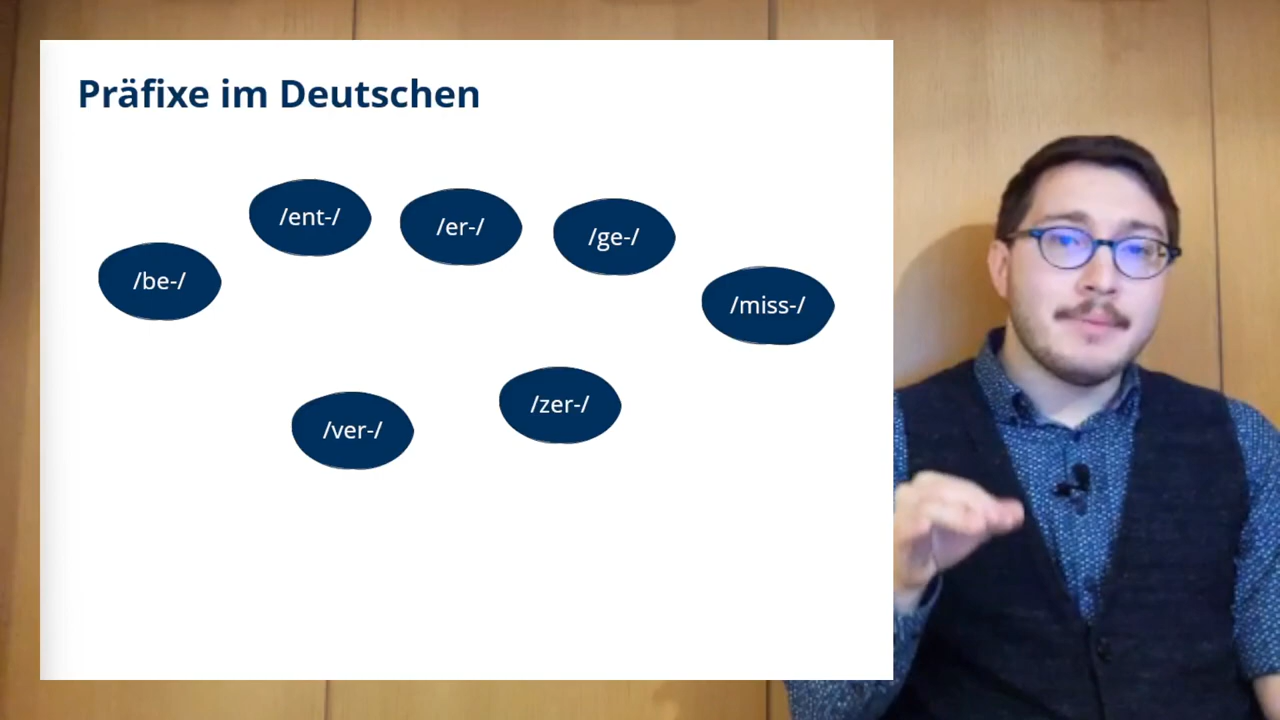 Präfixe im Deutschen
/be-/
/ent-/
/er-/
/ge-/
/miss-/
/ver-/
/zer-/